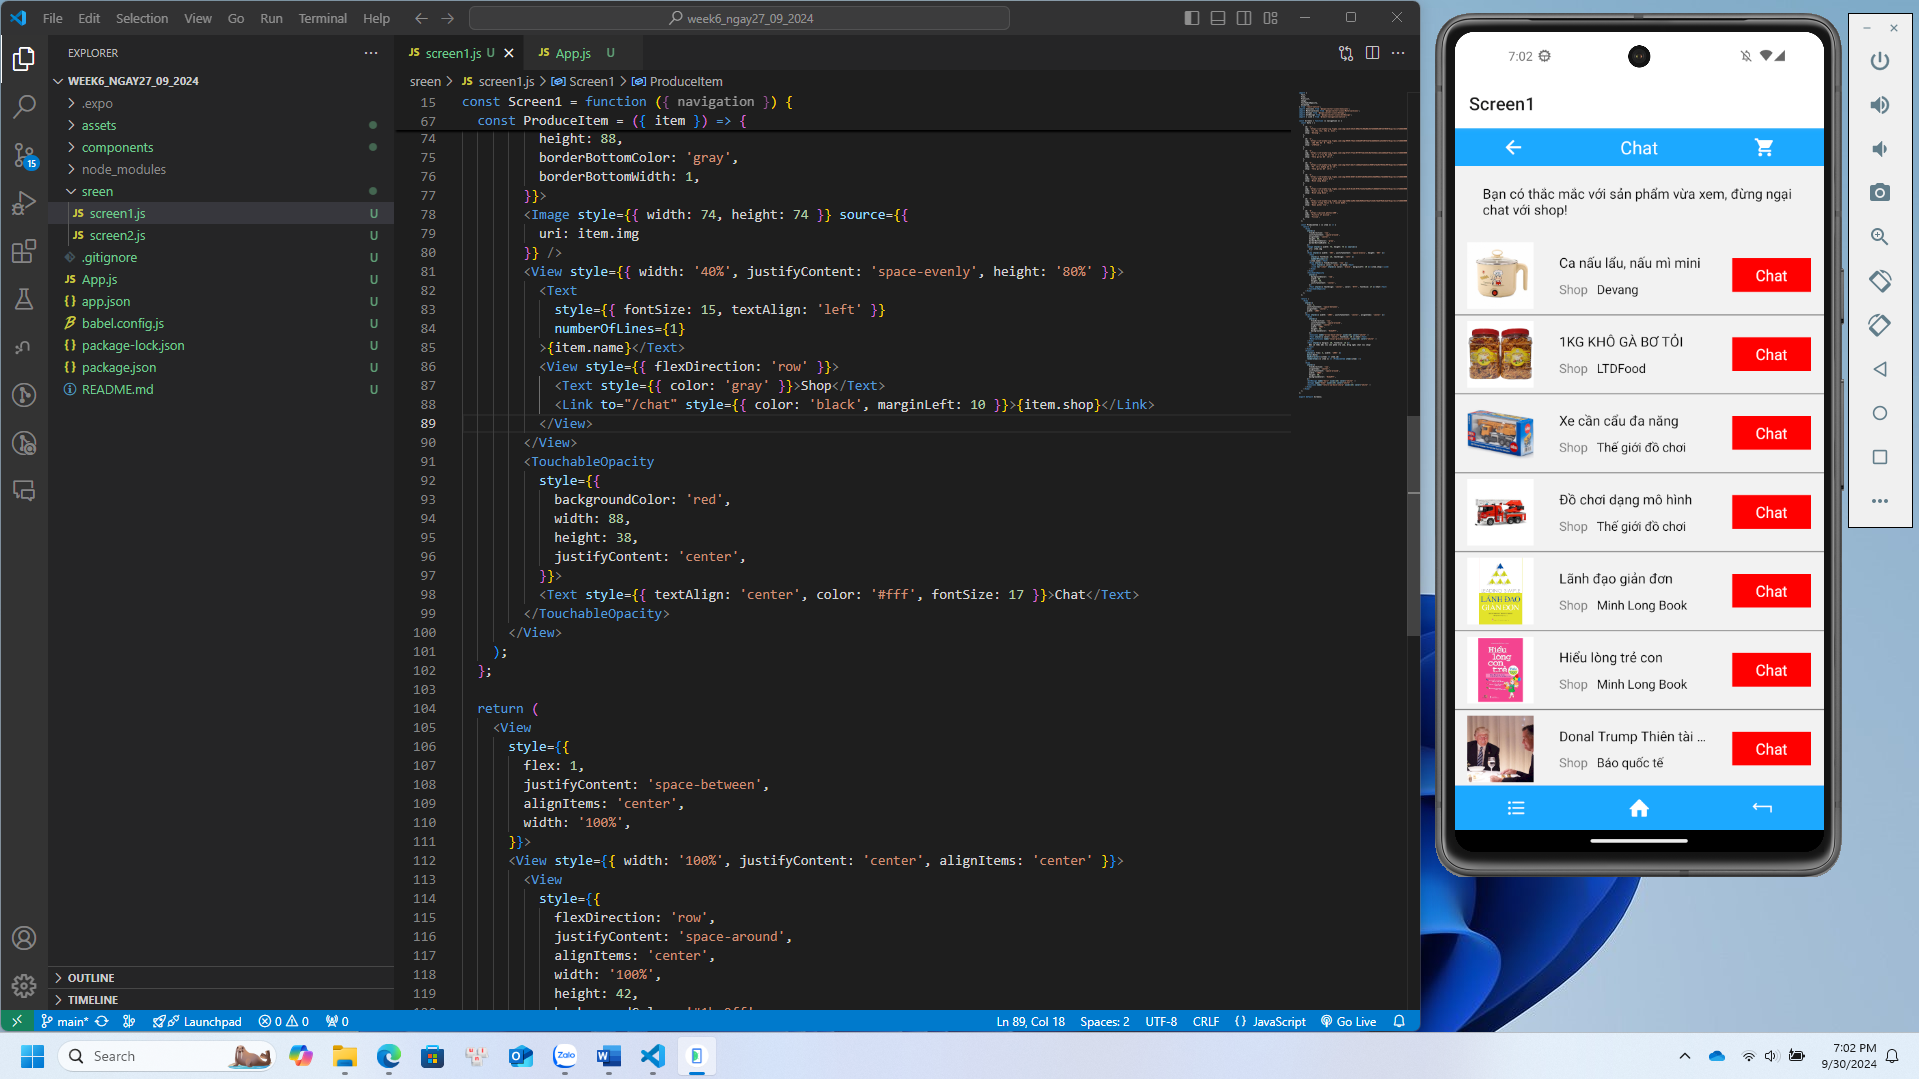 File Edit Selection View Go Run Terminal Help
week6_ngay27_09_2024
EXPLORER
WEEK6_NGAY27_09_2024
.expo
assets
components
node_modules
sreen
JS screen1.js U
JS screen2.js U
.gitignore U
JS App.js U
{} app.json U
babel.config.js U
{} package-lock.json U
{} package.json U
README.md U
OUTLINE
TIMELINE
15
JS screen1.js U
JS App.js U
sreen > JS screen1.js > Screen1 > ProduceItem
15 const Screen1 = function ({ navigation }) {
67 const ProduceItem = ({ item }) => {
74 height: 88,
75 borderBottomColor: 'gray',
76 borderBottomWidth: 1,
77 }}>
78 <Image style={{ width: 74, height: 74 }} source={{
79 uri: item.img
80 }} />
81 <View style={{ width: '40%', justifyContent: 'space-evenly', height: '80%' }}>
82 <Text
83 style={{ fontSize: 15, textAlign: 'left' }}
84 numberOfLines={1}
85 >{item.name}</Text>
86 <View style={{ flexDirection: 'row' }}>
87 <Text style={{ color: 'gray' }}>Shop</Text>
88 <Link to="/chat" style={{ color: 'black', marginLeft: 10 }}>{item.shop}</Link>
89 </View>
90 </View>
91 <TouchableOpacity
92 style={{
93 backgroundColor: 'red',
94 width: 88,
95 height: 38,
96 justifyContent: 'center',
97 }}>
98 <Text style={{ textAlign: 'center', color: '#fff', fontSize: 17 }}>Chat</Text>
99 </TouchableOpacity>
100 </View>
101 );
102 };
103
104 return (
105 <View
106 style={{
107 flex: 1,
108 justifyContent: 'space-between',
109 alignItems: 'center',
110 width: '100%',
111 }}>
112 <View style={{ width: '100%', justifyContent: 'center', alignItems: 'center' }}>
113 <View
114 style={{
115 flexDirection: 'row',
116 justifyContent: 'space-around',
117 alignItems: 'center',
118 width: '100%',
119 height: 42,
main* Launchpad 0 0 0
Ln 89, Col 18 Spaces: 2 UTF-8 CRLF {} JavaScript Go Live
7:02
Screen1
Chat
Bạn có thắc mắc với sản phẩm vừa xem, đừng ngại
chat với shop!
Ca nấu lẩu, nấu mì mini
Shop Devang
Chat
1KG KHÔ GÀ BƠ TỎI
Shop LTDFood
Chat
Xe cần cẩu đa năng
Shop Thế giới đồ chơi
Chat
Đồ chơi dạng mô hình
Shop Thế giới đồ chơi
Chat
LÃNH ĐẠO
GIẢN ĐƠN
Lãnh đạo giản đơn
Shop Minh Long Book
Chat
Hiểu
lòng
con
trẻ
Hiểu lòng trẻ con
Shop Minh Long Book
Chat
Donal Trump Thiên tài ...
Shop Báo quốc tế
Chat
Search
Zalo
7:02 PM
9/30/2024